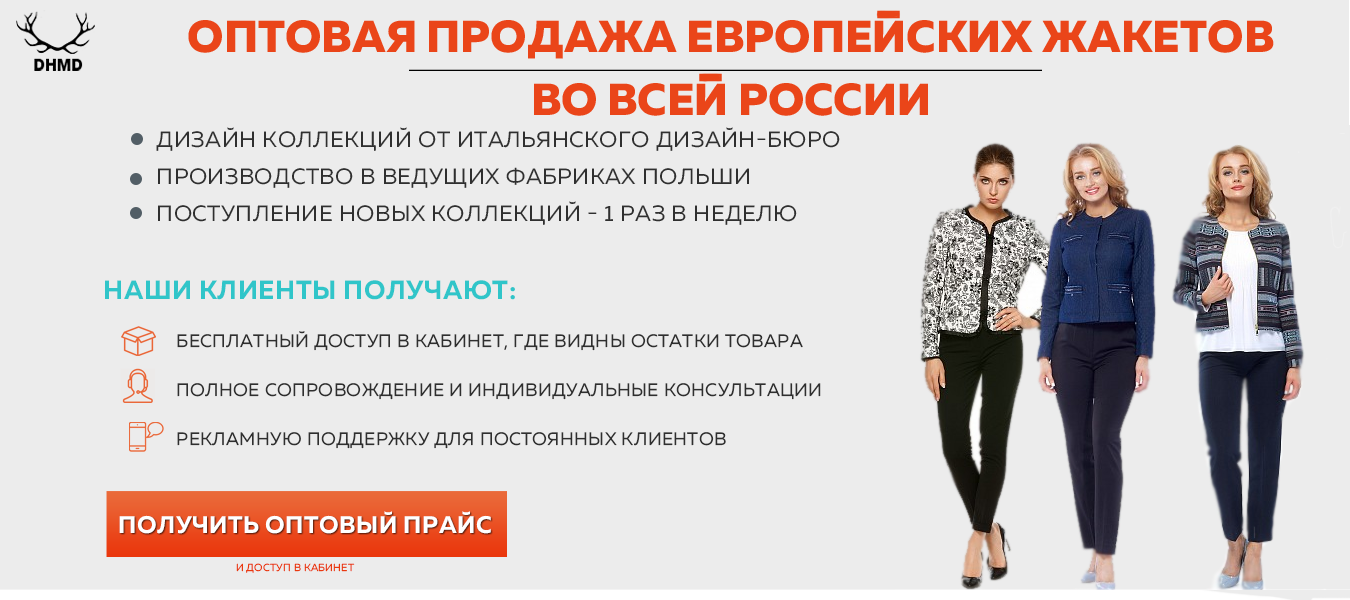 DHMD
ОПТОВАЯ ПРОДАЖА ЕВРОПЕЙСКИХ ЖАКЕТОВ
ВО ВСЕЙ РОССИИ
ДИЗАЙН КОЛЛЕКЦИЙ ОТ ИТАЛЬЯНСКОГО ДИЗАЙН-БЮРО
ПРОИЗВОДСТВО В ВЕДУЩИХ ФАБРИКАХ ПОЛЬШИ
ПОСТУПЛЕНИЕ НОВЫХ КОЛЛЕКЦИЙ - 1 РАЗ В НЕДЕЛЮ
НАШИ КЛИЕНТЫ ПОЛУЧАЮТ:
БЕСПЛАТНЫЙ ДОСТУП В КАБИНЕТ, ГДЕ ВИДНЫ ОСТАТКИ ТОВАРА
ПОЛНОЕ СОПРОВОЖДЕНИЕ И ИНДИВИДУАЛЬНЫЕ КОНСУЛЬТАЦИИ
РЕКЛАМНУЮ ПОДДЕРЖКУ ДЛЯ ПОСТОЯННЫХ КЛИЕНТОВ
ПОЛУЧИТЬ ОПТОВЫЙ ПРАЙС
И ДОСТУП В КАБИНЕТ